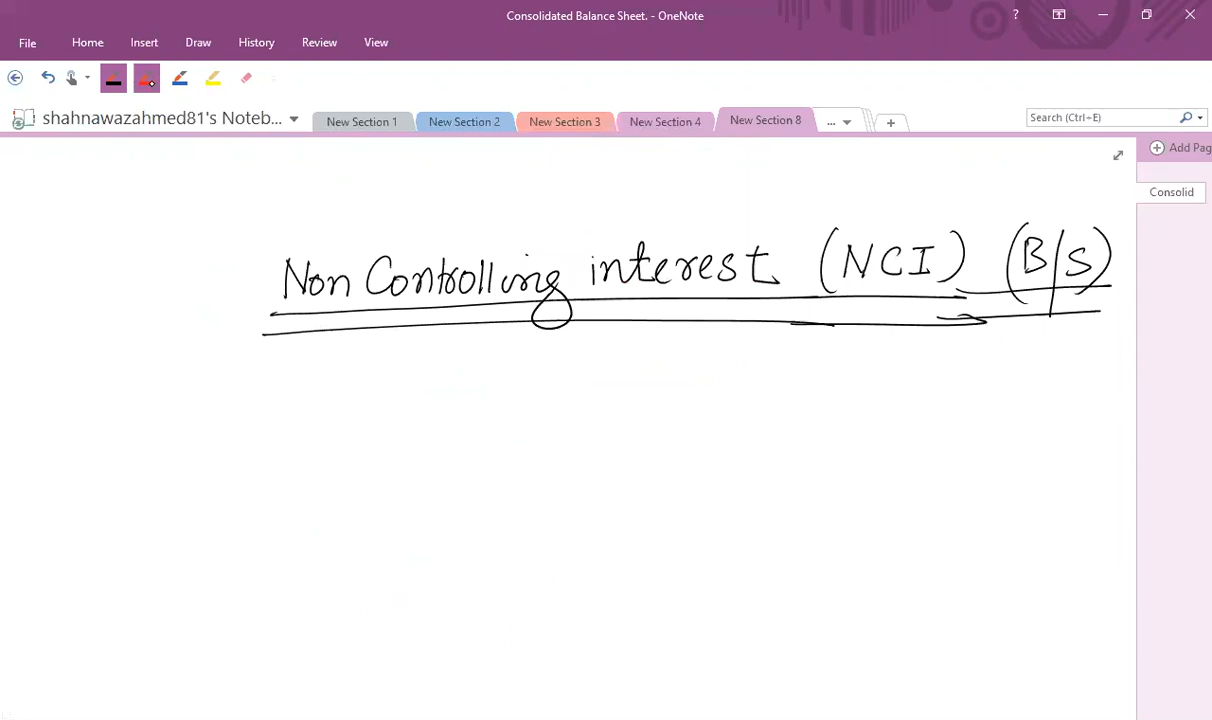 Consolidated Balance Sheet. - OneNote
?
File Home Insert Draw History Review View
shahnawazahmed81's Noteb... New Section 1 New Section 2 New Section 3 New Section 4 New Section 8 ... + Search (Ctrl+E)
Add Pag
Consolid
Non Controlling interest (NCI) (B/S)